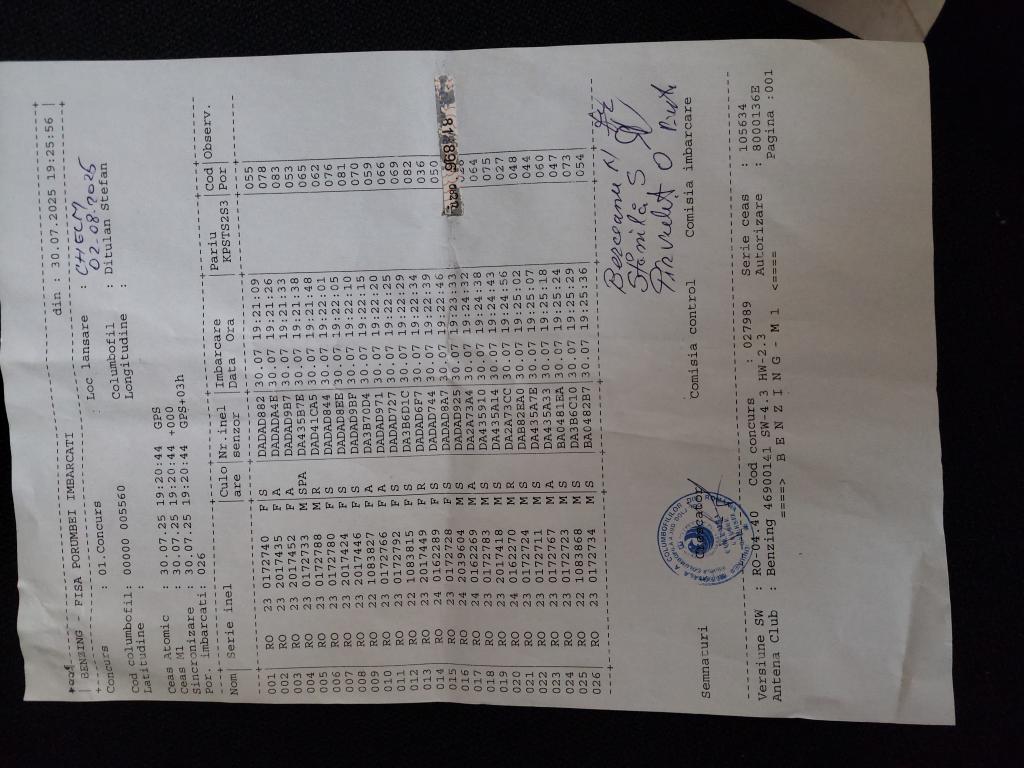 BENZING - FISA PORUMBEI IMBARCATI din : 30.07.2025 19:25:56
Concurs : 01.Concurs Loc lansare : CHELM
02.08.2025
Cod columbofil: 00000 005560 Columbofil : Ditulan Stefan
Latitudine : Longitudine :
Ceas Atomic : 30.07.25 19:20:44 GPS
Ceas M1 : 30.07.25 19:20:44 +000
Sincronizare : 30.07.25 19:20:44 GPS+03h
Por. imbarcati: 026
Nom| Serie inel |Culo|Nr.inel |Imbarcare Pariu Cod |Observ.
are |senzor |Data Ora KPSTS2S3 Por
001 RO 23 0172740 F S DADAD882 30.07 19:21:09 055
002 RO 23 2017435 F A DADADA4E 30.07 19:21:26 078
003 RO 23 2017452 F A DADAD9B7 30.07 19:21:33 083
004 RO 23 0172733 M SPA DA435B7E 30.07 19:21:38 053
005 RO 23 0172788 M R DAD41CA5 30.07 19:21:48 065
006 RO 23 0172780 M S DADAD844 30.07 19:22:01 062
007 RO 23 2017424 F S DADAD8EE 30.07 19:22:05 076
008 RO 23 2017446 F S DADAD9BF 30.07 19:22:10 081
009 RO 22 1083827 F A DA3B70D4 30.07 19:22:15 070
010 RO 23 0172766 F A DADAD971 30.07 19:22:20 059
011 RO 23 0172792 F S DADAD727 30.07 19:22:25 066
012 RO 22 1083815 F S DA3B6D1C 30.07 19:22:29 069
013 RO 23 2017449 F R DADAD6F7 30.07 19:22:34 082
014 RO 24 0162289 F S DADAD744 30.07 19:22:39 036
015 RO 23 0172728 F S DADAD8A7 30.07 19:22:46 050
016 RO 24 2039604 M S DADAD925 30.07 19:23:33
81 896
017 RO 24 0162269 M A DA2A73A4 30.07 19:24:32
018 RO 23 0172783 M S DA435910 30.07 19:24:38 064
019 RO 23 2017418 M S DA435A14 30.07 19:24:43 075
020 RO 24 0162270 M R DA2A73CC 30.07 19:24:56 027
021 RO 23 0172724 M S DAB82EA0 30.07 19:25:02 048
022 RO 23 0172711 M S DA435A7E 30.07 19:25:07 044
023 RO 23 0172767 M A DA435A33 30.07 19:25:18 060
024 RO 23 0172723 M S BA0481EA 30.07 19:25:24 047
025 RO 22 1083868 M S DA3B6C10 30.07 19:25:29 073
026 RO 23 0172734 M S BA0482B7 30.07 19:25:36 054
Semnaturi Comisia control Comisia imbarcare
Versiune SW : RO-04.40 Cod concurs : 027989 Serie ceas : 105634
Antena Club : Benzing 46900141 SW-4.3 HW-2.3 Autorizare : 8000136E
====> B E N Z I N G - M 1 <==== Pagina :001